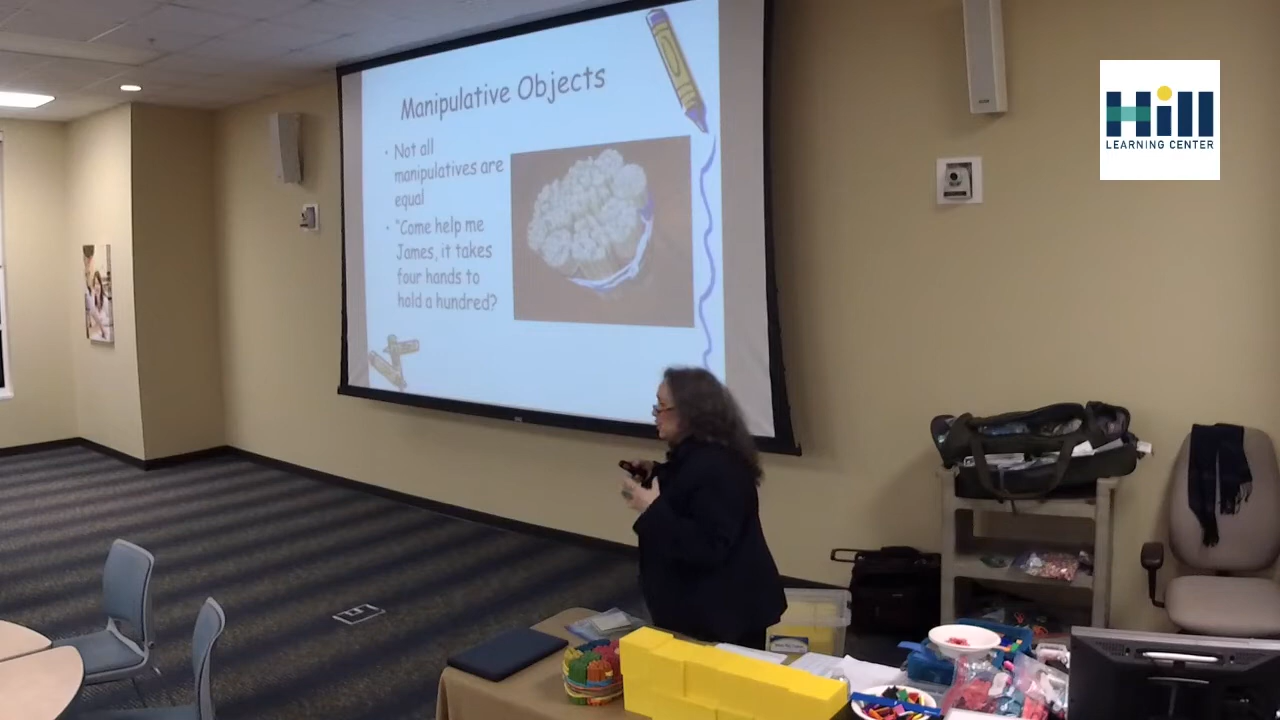 Manipulative Objects
• Not all
manipulatives are
equal
• "Come help me
James, it takes
four hands to
hold a hundred?
Hill
LEARNING CENTER